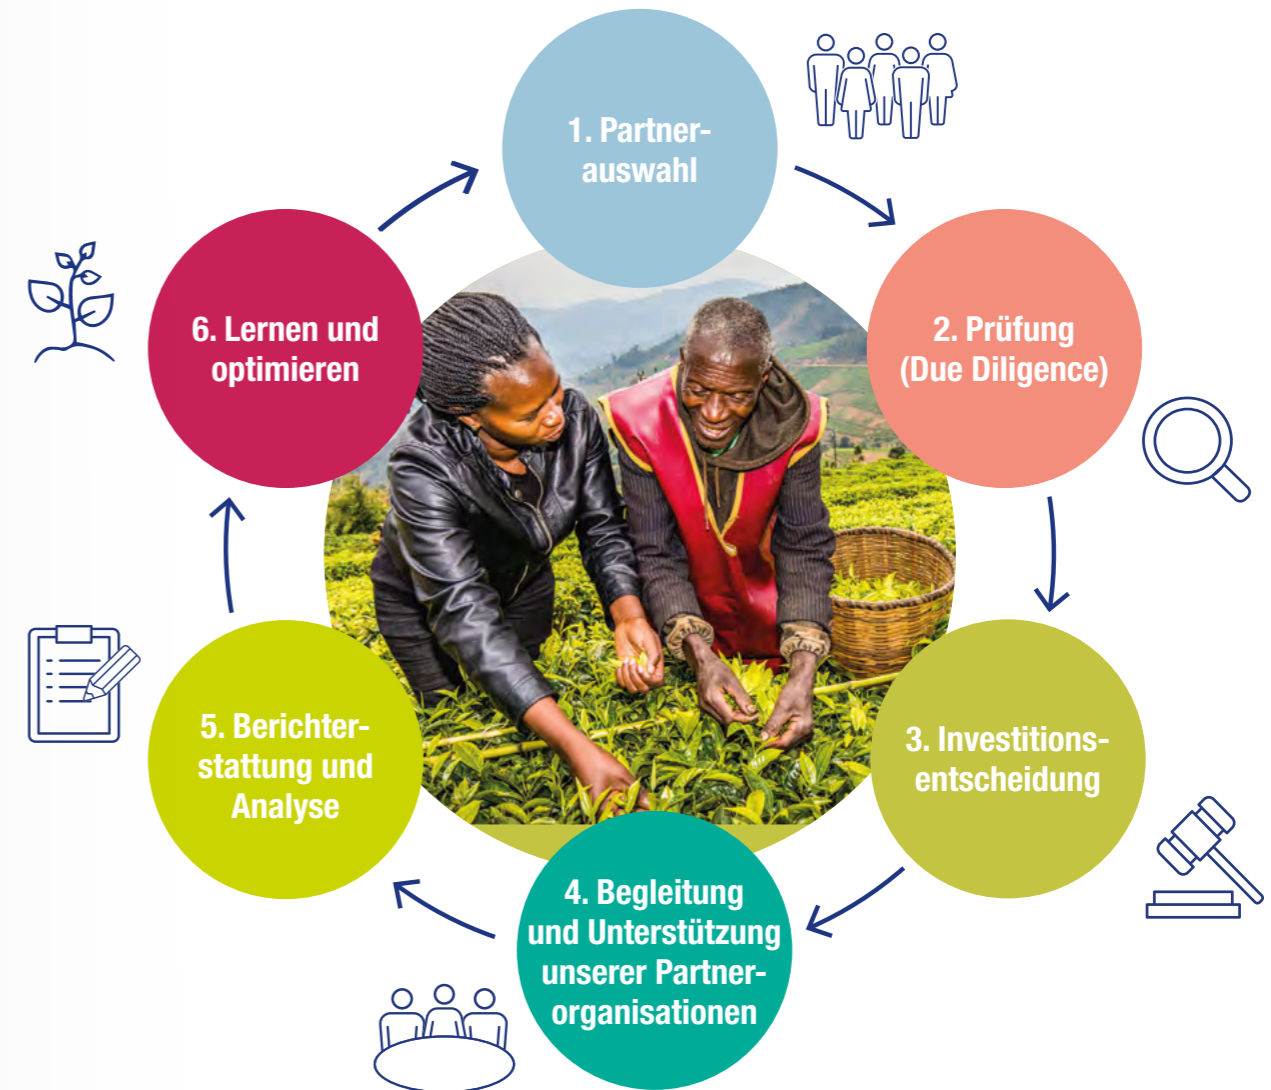 1. Partner-
auswahl
2. Prüfung
(Due Diligence)
3. Investitions-
entscheidung
4. Begleitung
und Unterstützung
unserer Partner-
organisationen
5. Berichter-
stattung und
Analyse
6. Lernen und
optimieren